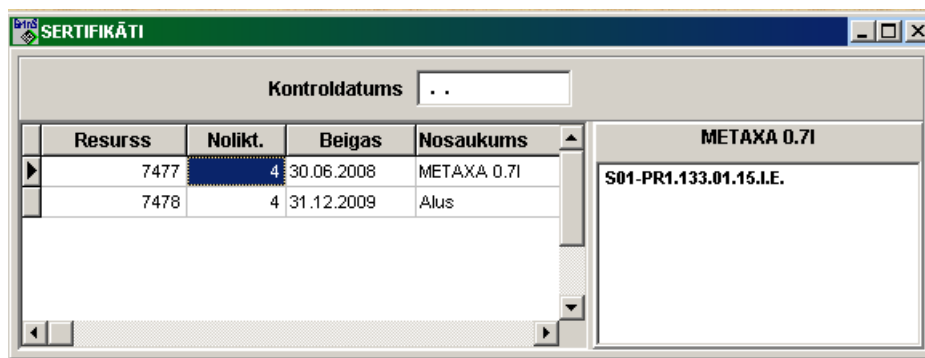 SERTIFIKĀTI
Kontroldatums . .
Resurss Nolikt. Beigas Nosaukums
7477 4 30.06.2008 METAXA 0.7l
7478 4 31.12.2009 Alus
METAXA 0.7l
S01-PR1.133.01.15.I.E.